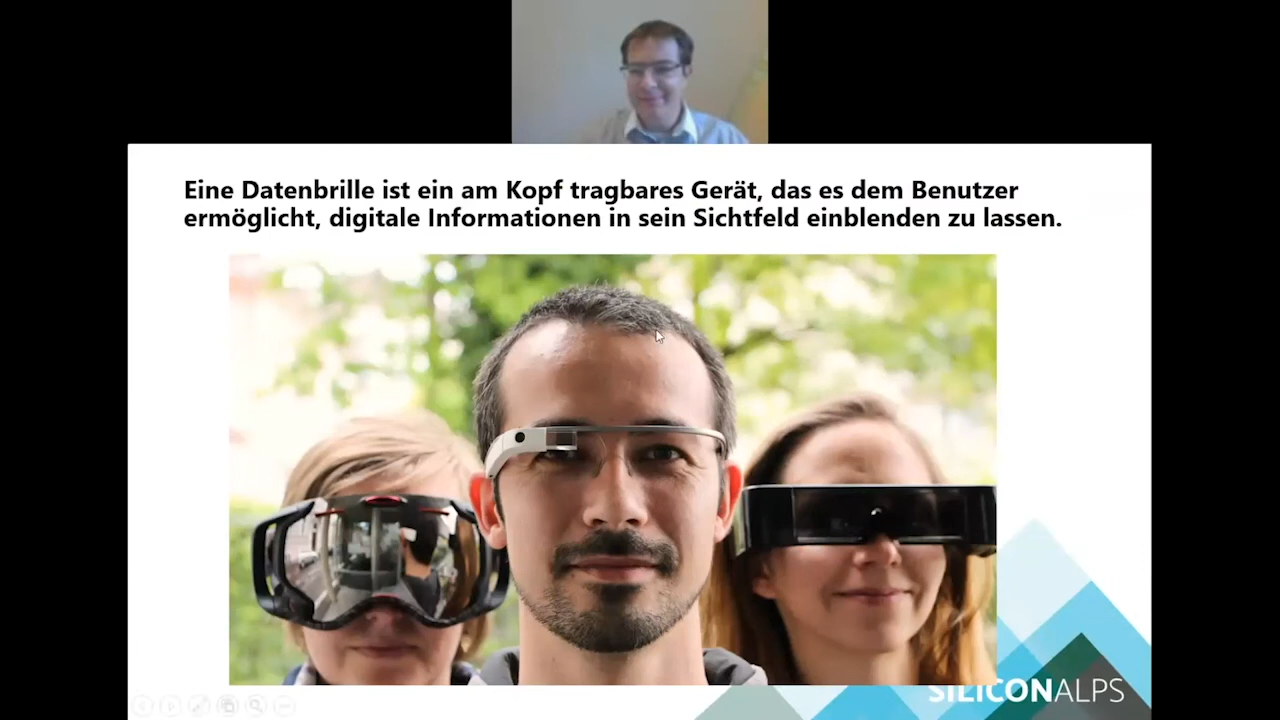 Eine Datenbrille ist ein am Kopf tragbares Gerät, das es dem Benutzer
ermöglicht, digitale Informationen in sein Sichtfeld einblenden zu lassen.
SILICONALPS